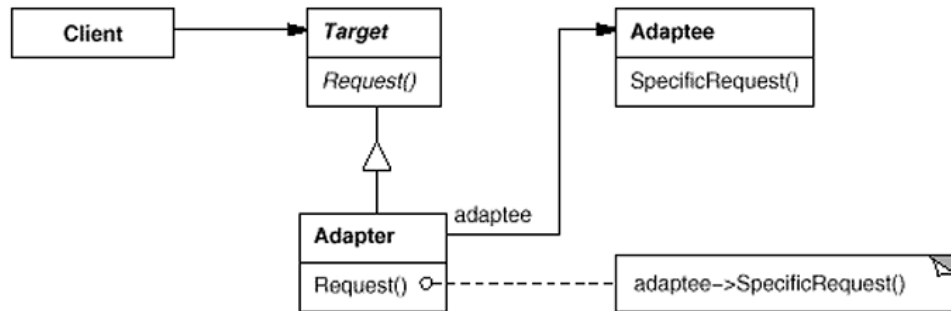 Client
Target
Request()
Adaptee
SpecificRequest()
adaptee
Adapter
Request()
adaptee->SpecificRequest()